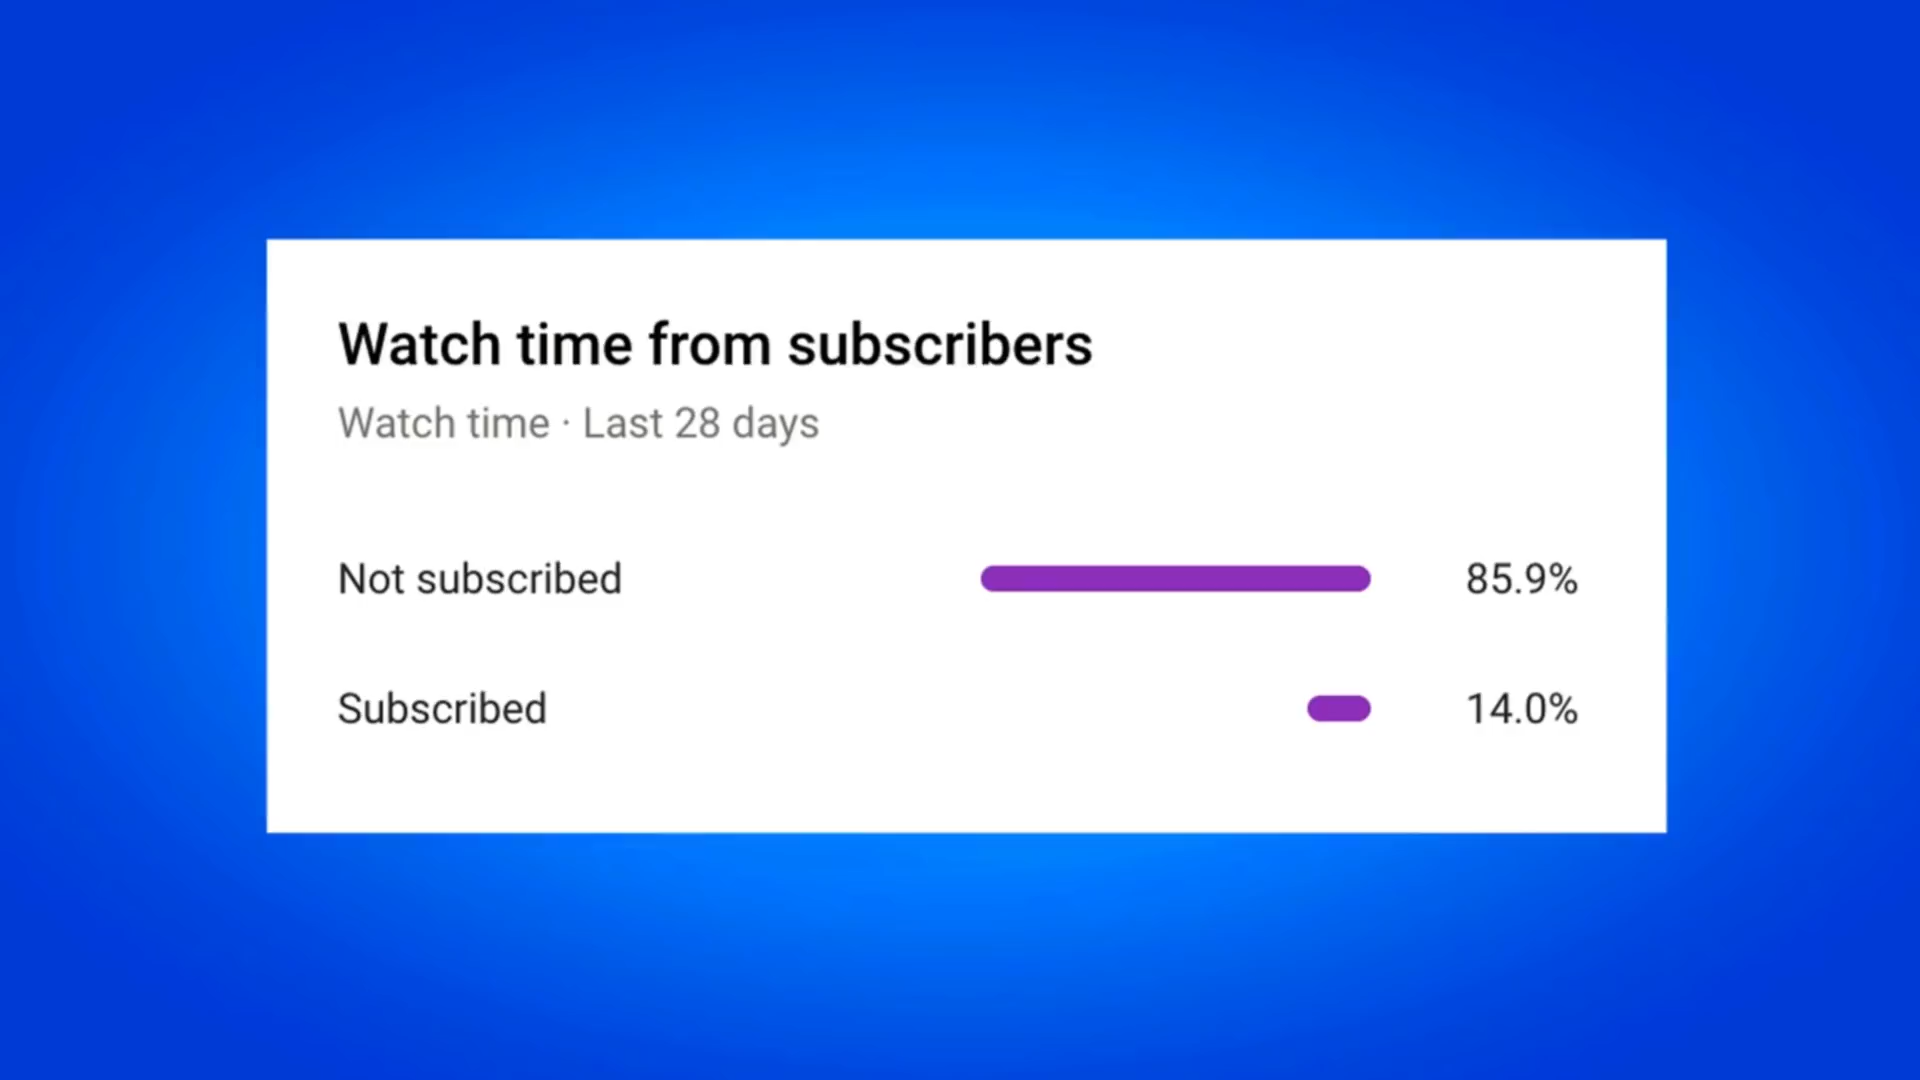 Watch time from subscribers
Watch time · Last 28 days
Not subscribed 85.9%
Subscribed 14.0%